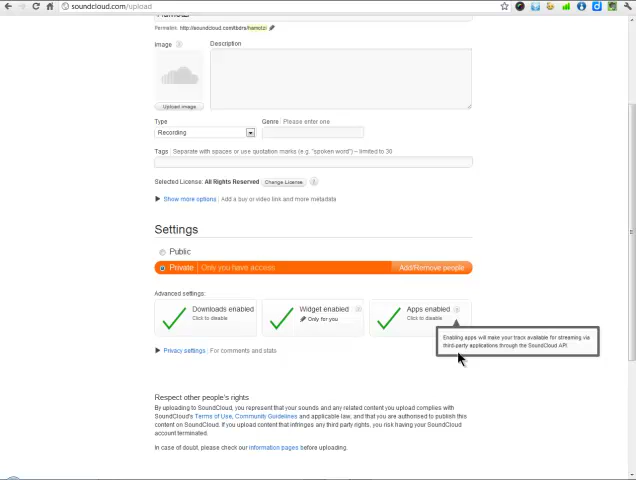 soundcloud.com/upload
Hametzi
Permalink: http://soundcloud.com/tbdrs/hametzi
Image
Description
Upload image
Type
Genre Please enter one
Recording
Tags Separate with spaces or use quotation marks (e.g. "spoken word") – limited to 30
Selected License: All Rights Reserved Change License
Show more options Add a buy or video link and more metadata
Settings
Public
Private Only you have access
Add/Remove people
Advanced settings:
Downloads enabled
Click to disable
Widget enabled
Only for you
Apps enabled
Click to disable
Enabling apps will make your track available for streaming via
third-party applications through the SoundCloud API.
Privacy settings For comments and stats
Respect other people's rights
By uploading to SoundCloud, you represent that your sounds and any related content you upload complies with
SoundCloud's Terms of Use, Community Guidelines and applicable law, and that you are authorised to publish this
content on SoundCloud. If you upload content that infringes any third party rights, you risk having your SoundCloud
account terminated.
In case of doubt, please check our information pages before uploading.